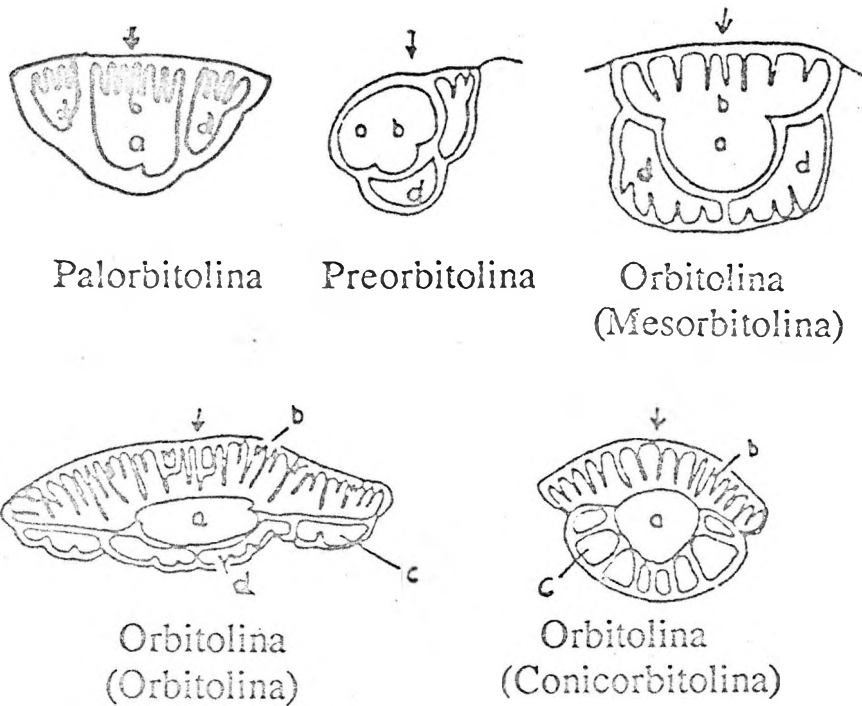 b
d
a
d
a b
d
b
a
d
d
Palorbitolina
Preorbitolina
Orbitolina
(Mesorbitolina)
b
a
d
c
b
a
c
Orbitolina
(Orbitolina)
Orbitolina
(Conicorbitolina)